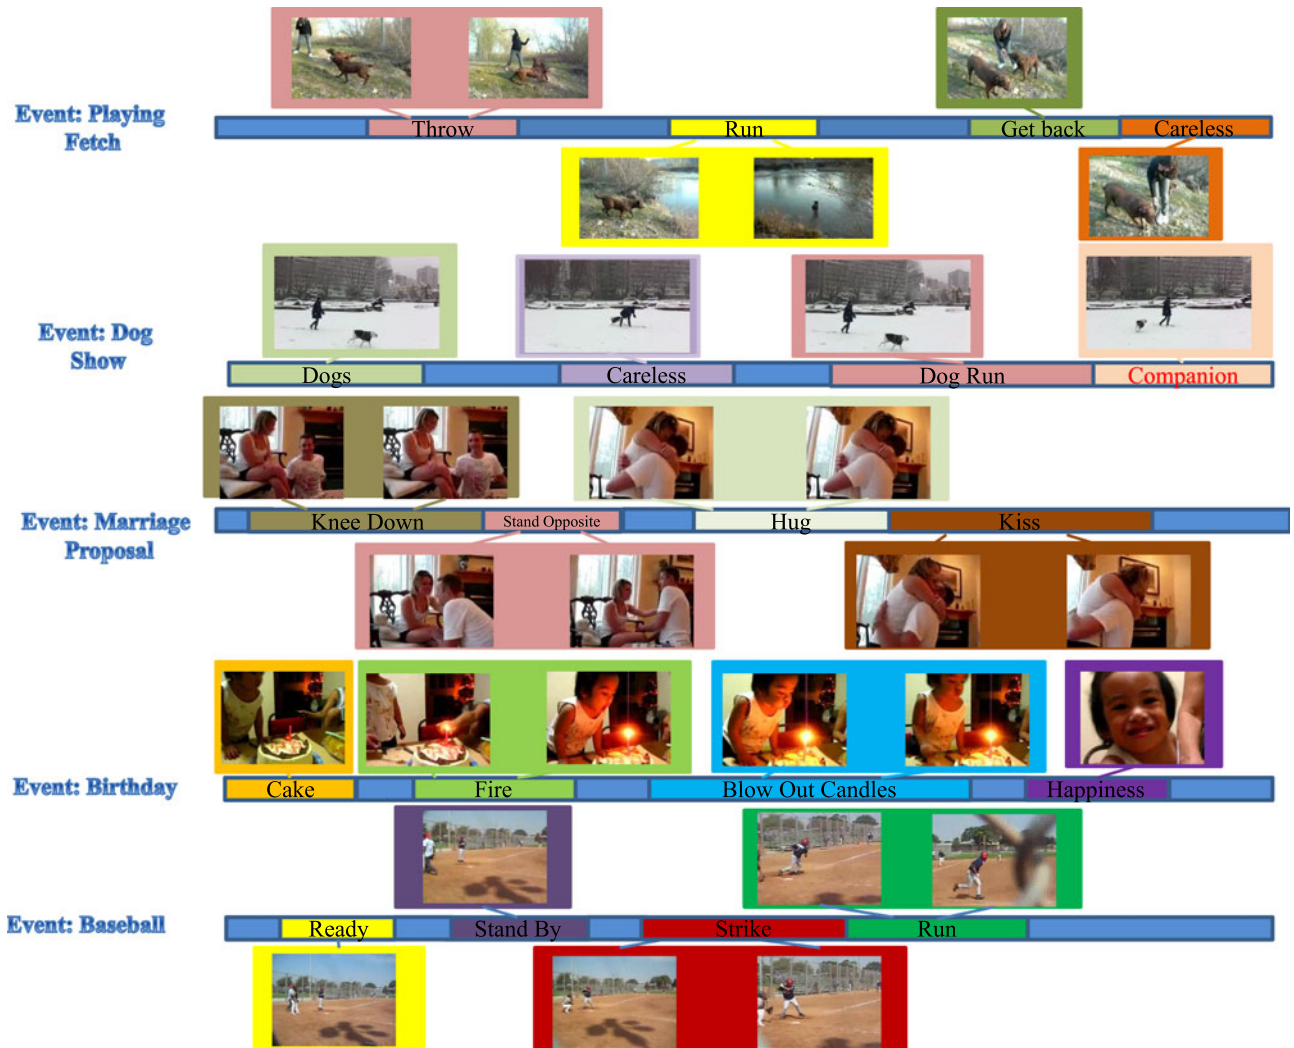 Event: Playing
Fetch
Throw
Run
Get back
Careless
Event: Dog
Show
Dogs
Careless
Dog Run
Companion
Event: Marriage
Proposal
Knee Down
Stand Opposite
Hug
Kiss
Event: Birthday
Cake
Fire
Blow Out Candles
Happiness
Event: Baseball
Ready
Stand By
Strike
Run